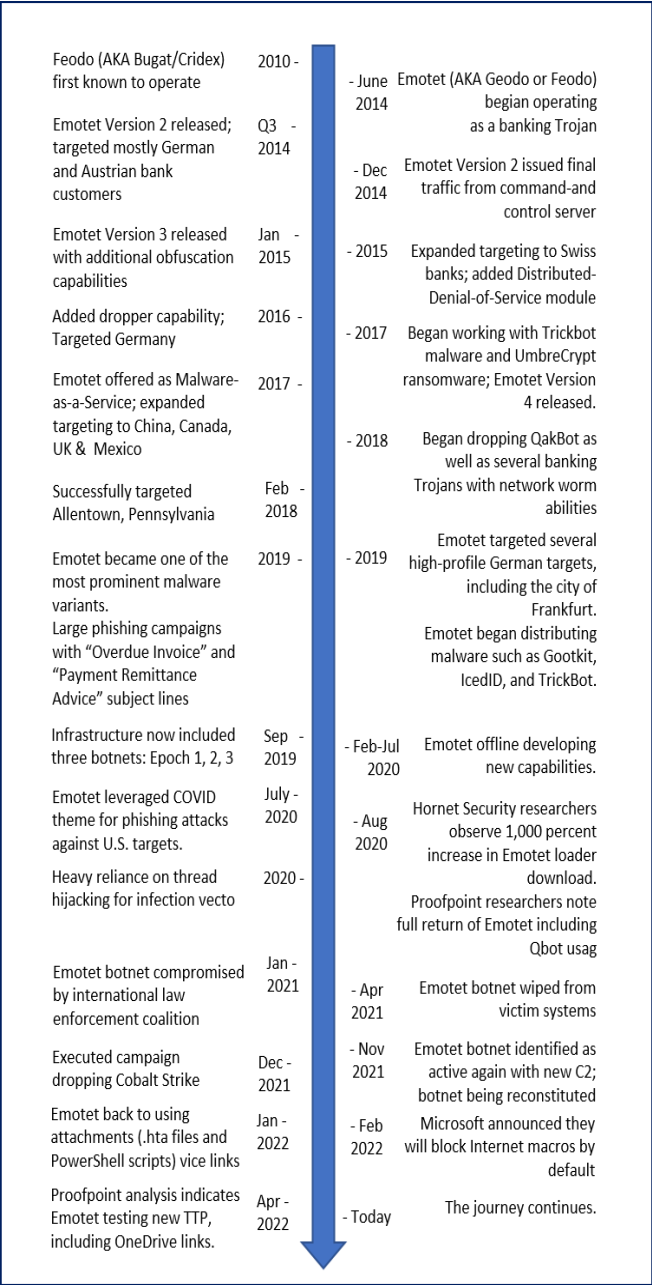 Feodo (AKA Bugat/Cridex)
first known to operate
2010 -
- June
2014
Emotet (AKA Geodo or Feodo)
begian operating
as a banking Trojan
Emotet Version 2 released;
targeted mostly German
and Austrian bank
customers
Q3 -
2014
- Dec
2014
Emotet Version 2 issued final
traffic from command-and
control server
Emotet Version 3 released
with additional obfuscation
capabilities
Jan -
2015
- 2015
Expanded targeting to Swiss
banks; added Distributed-
Denial-of-Service module
Added dropper capability;
Targeted Germany
2016 -
- 2017
Began working with Trickbot
malware and UmbreCrypt
ransomware; Emotet Version
4 released.
Emotet offered as Malware-
as-a-Service; expanded
targeting to China, Canada,
UK & Mexico
2017 -
- 2018
Began dropping QakBot as
well as several banking
Trojans with network worm
abilities
Successfully targeted
Allentown, Pennsylvania
Feb -
2018
Emotet became one of the
most prominent malware
variants.
Large phishing campaigns
with “Overdue Invoice” and
“Payment Remittance
Advice” subject lines
2019 -
- 2019
Emotet targeted several
high-profile German targets,
including the city of
Frankfurt.
Emotet began distributing
malware such as Gootkit,
IcedID, and TrickBot.
Infrastructure now included
three botnets: Epoch 1, 2, 3
Sep -
2019
- Feb-Jul
2020
Emotet offline developing
new capabilities.
Emotet leveraged COVID
theme for phishing attacks
against U.S. targets.
July -
2020
- Aug
2020
Hornet Security researchers
observe 1,000 percent
increase in Emotet loader
download.
Proofpoint researchers note
full return of Emotet including
Qbot usag
Heavy reliance on thread
hijacking for infection vecto
2020 -
Emotet botnet compromised
by international law
enforcement coalition
Jan -
2021
- Apr
2021
Emotet botnet wiped from
victim systems
- Nov
2021
Emotet botnet identified as
active again with new C2;
botnet being reconstituted
Executed campaign
dropping Cobalt Strike
Dec -
2021
Emotet back to using
attachments (.hta files and
PowerShell scripts) vice links
Jan -
2022
- Feb
2022
Microsoft announced they
will block Internet macros by
default
Proofpoint analysis indicates
Emotet testing new TTP,
including OneDrive links.
Apr -
2022
- Today
The journey continues.